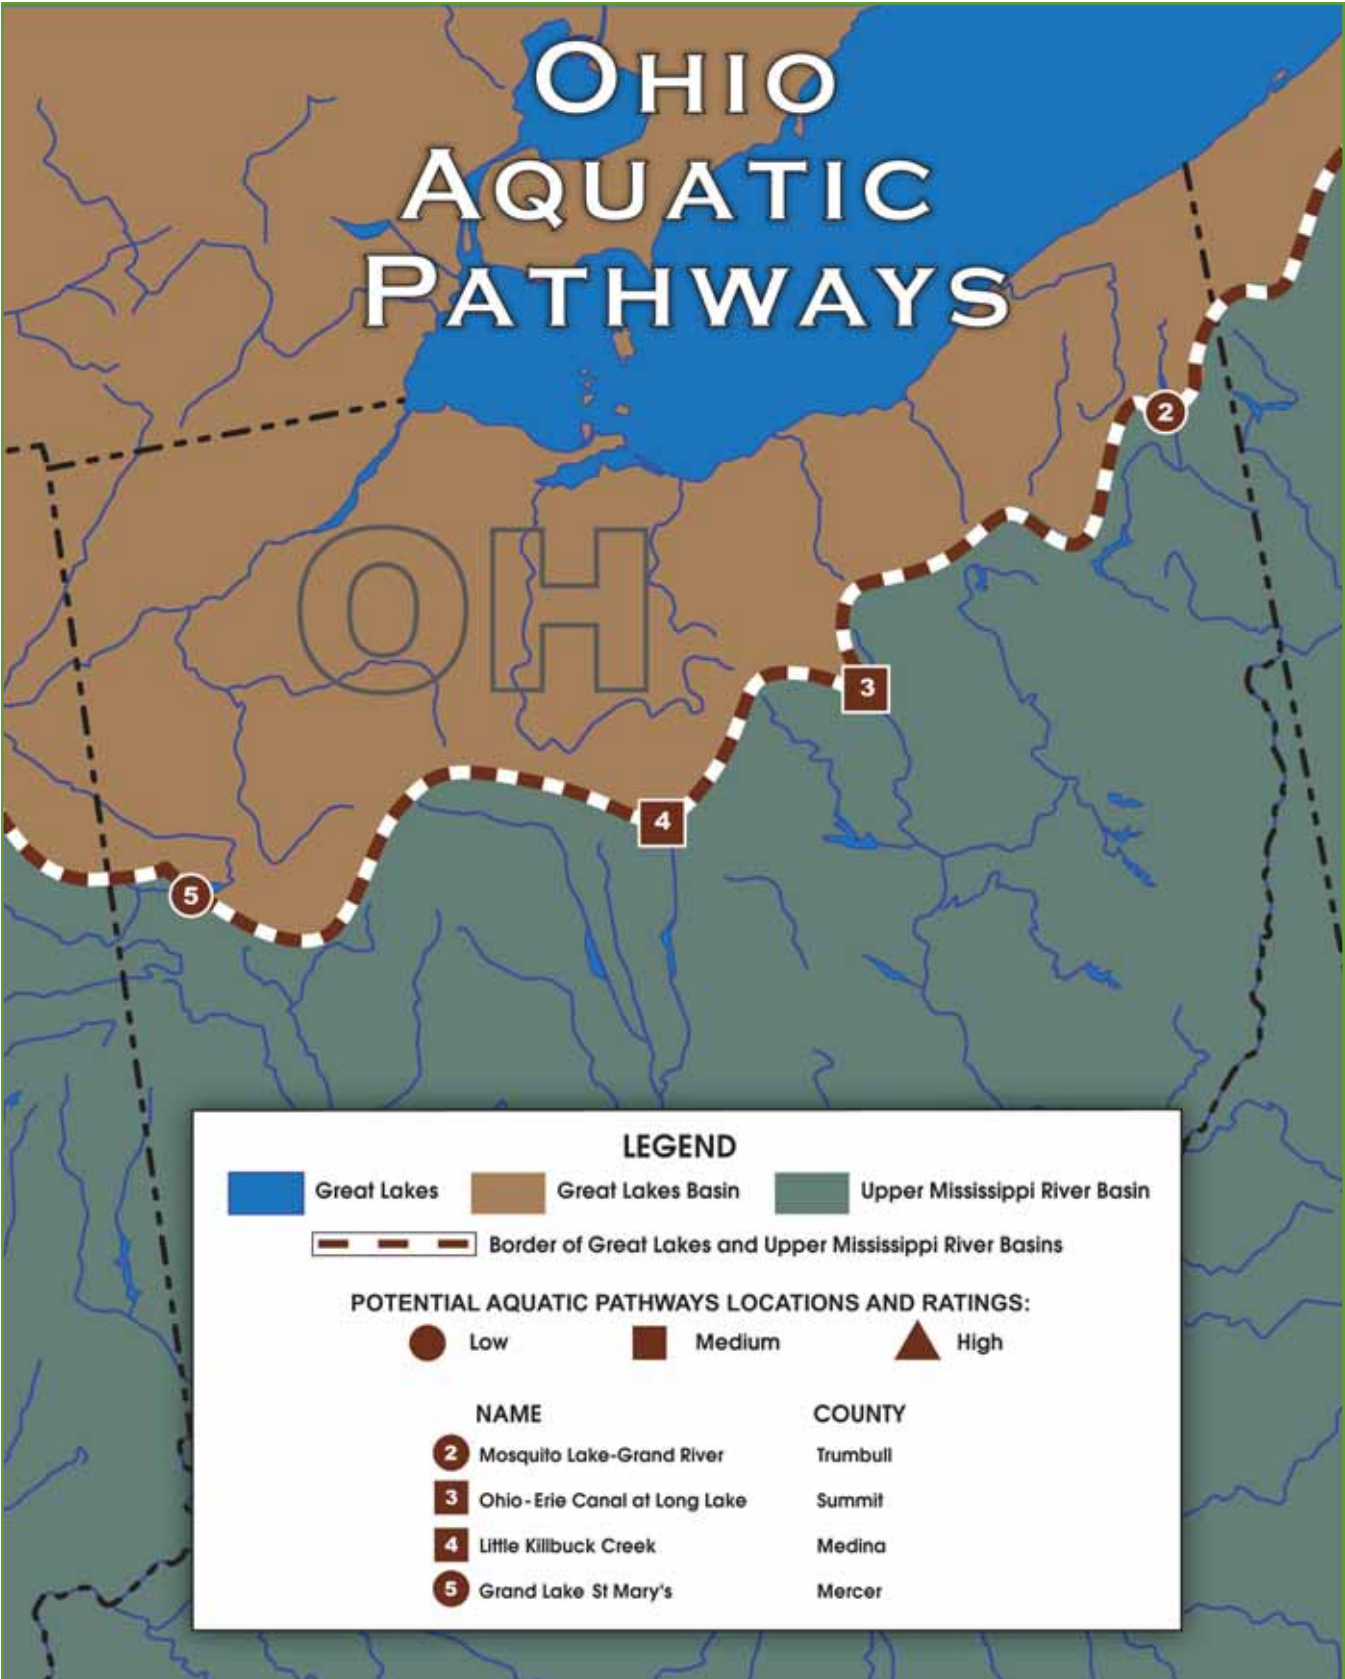 OHIO
AQUATIC
PATHWAYS
OH
2
3
4
5
LEGEND
Great Lakes Great Lakes Basin Upper Mississippi River Basin
Border of Great Lakes and Upper Mississippi River Basins
POTENTIAL AQUATIC PATHWAYS LOCATIONS AND RATINGS:
Low Medium High
NAME COUNTY
2 Mosquito Lake-Grand River Trumbull
3 Ohio-Erie Canal at Long Lake Summit
4 Little Killbuck Creek Medina
5 Grand Lake St Mary's Mercer